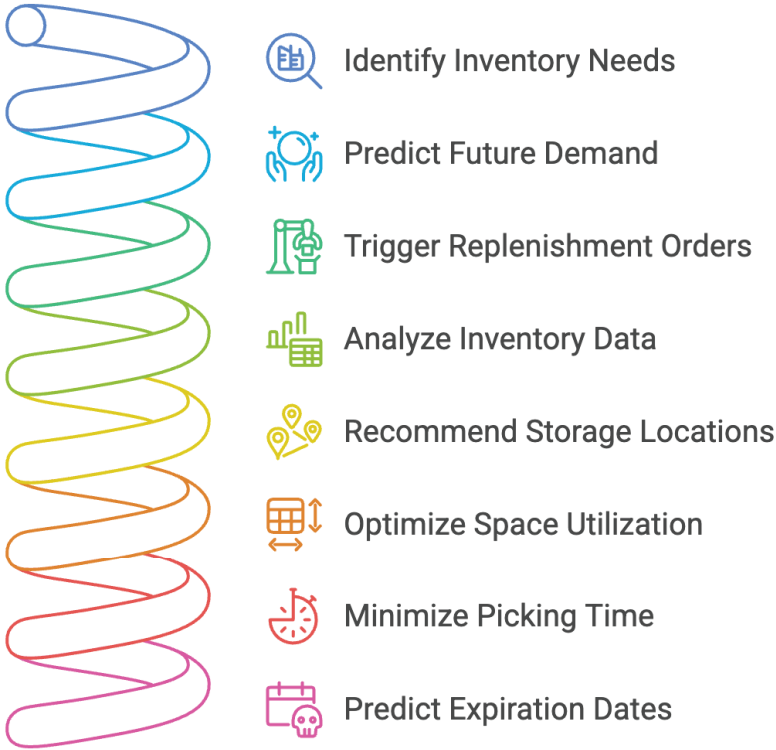 Identify Inventory Needs
Predict Future Demand
Trigger Replenishment Orders
Analyze Inventory Data
Recommend Storage Locations
Optimize Space Utilization
Minimize Picking Time
Predict Expiration Dates